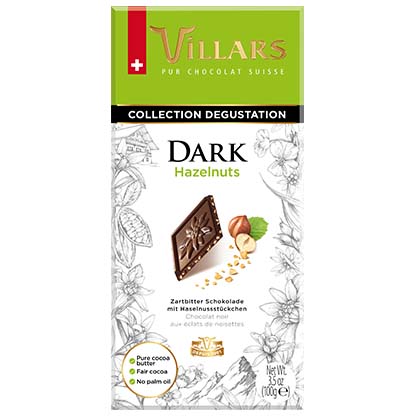 VILLARS
PUR CHOCOLAT SUISSE
COLLECTION DEGUSTATION
DARK
Hazelnuts
Zartbitter Schokolade
mit Haselnussstückchen
Chocolat noir
aux éclats de noisettes
Pure cocoa
butter
Fair cocoa
No palm oil
Net Wt.
3.5 oz
(100g) e